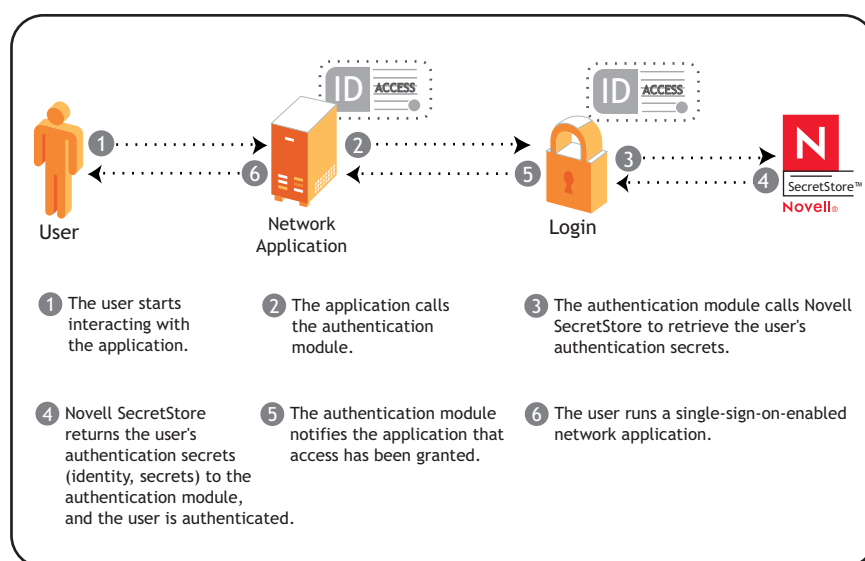 ID ACCESS
ID ACCESS
1
2
3
6
5
4
N
SecretStore™
Novell®
User
Network
Application
Login
1 The user starts
interacting with
the application.
2 The application calls
the authentication
module.
3 The authentication module calls Novell
SecretStore to retrieve the user's
authentication secrets.
4 Novell SecretStore
returns the user's
authentication secrets
(identity, secrets) to the
authentication module,
and the user is authenticated.
5 The authentication module
notifies the application that
access has been granted.
6 The user runs a single-sign-on-enabled
network application.